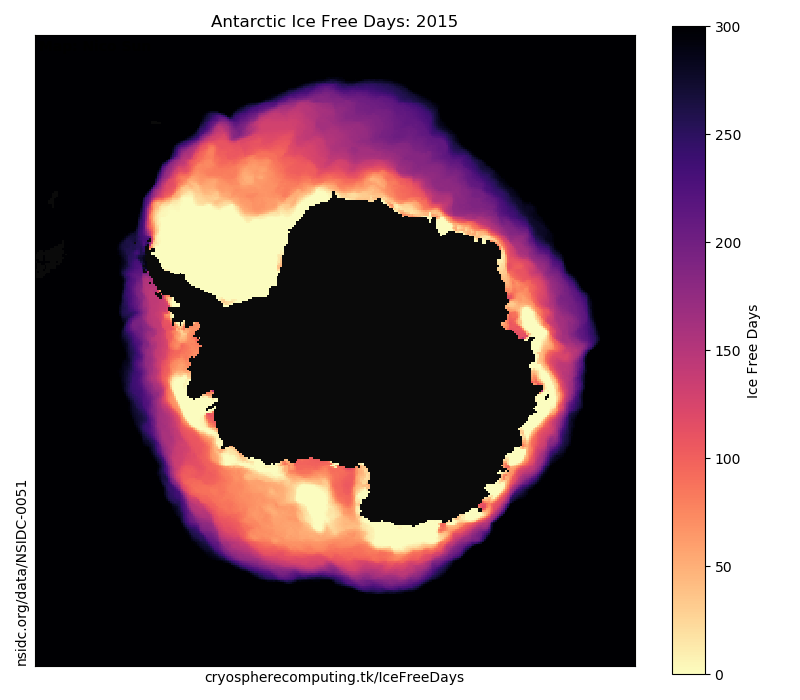 Antarctic Ice Free Days: 2015
300
250
200
150
100
50
0
Ice Free Days
nsidc.org/data/NSIDC-0051
cryospherecomputing.tk/IceFreeDays